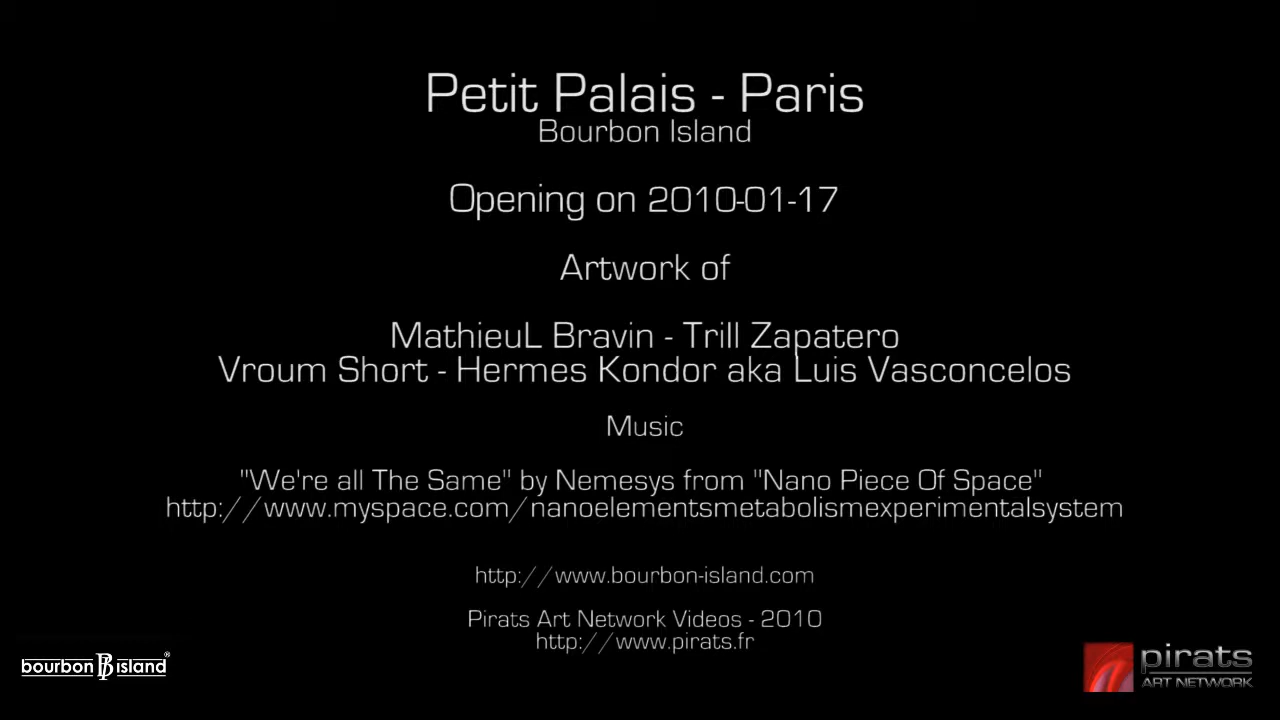 Petit Palais - Paris
Bourbon Island
Opening on 2010-01-17
Artwork of
MathieuL Bravin - Trill Zapatero
Vroum Short - Hermes Kondor aka Luis Vasconcelos
Music
"We're all The Same" by Nemesys from "Nano Piece Of Space"
http://www.myspace.com/nanoelementsmetabolismexperimentalsystem
http://www.bourbon-island.com
Pirats Art Network Videos - 2010
http://www.pirats.fr
bourbon BI island®
pirats
ART NETWORK